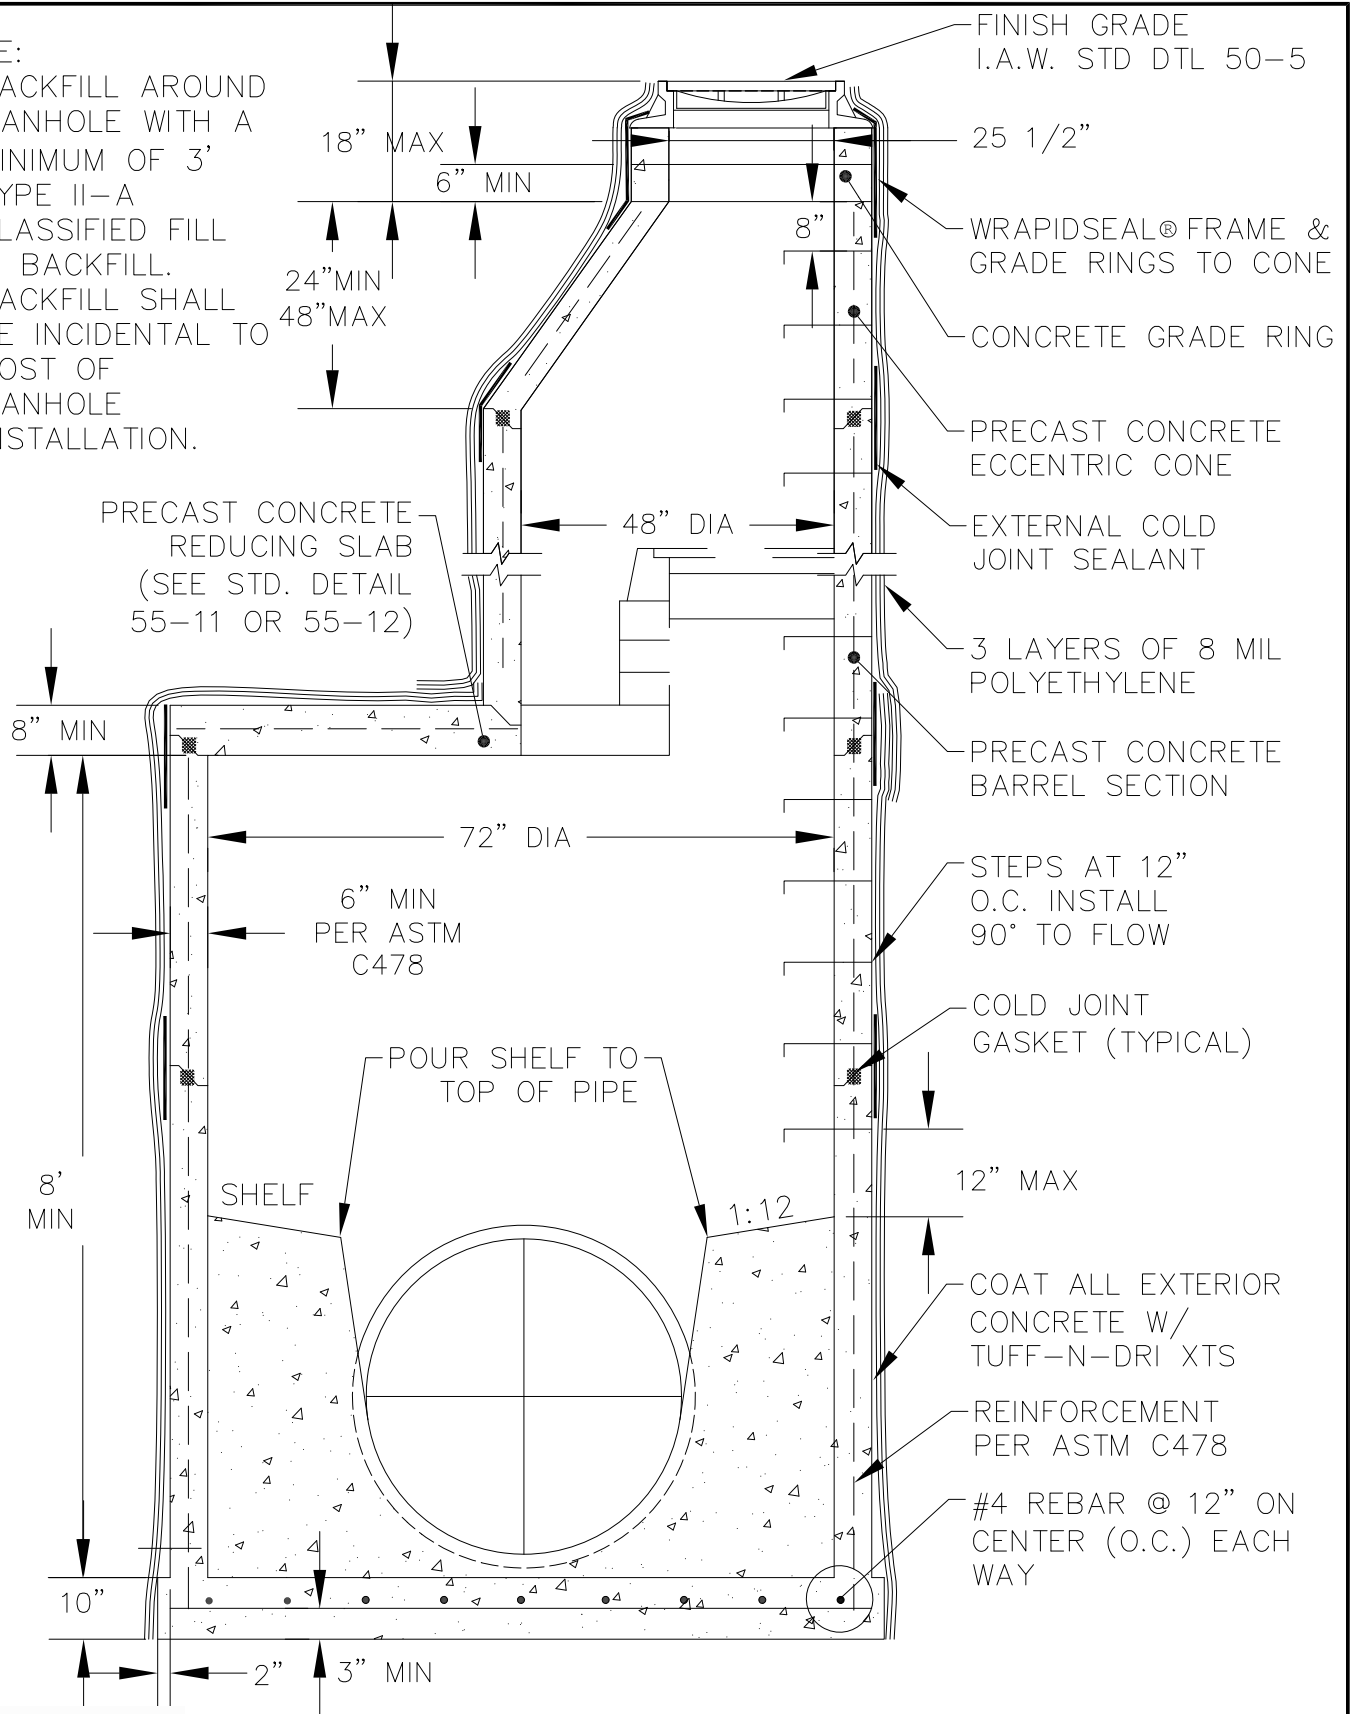 E:
ACKFILL AROUND
ANHOLE WITH A
INIMUM OF 3'
YPE II-A
LASSIFIED FILL
BACKFILL.
ACKFILL SHALL
E INCIDENTAL TO
OST OF
ANHOLE
NSTALLATION.
FINISH GRADE
I.A.W. STD DTL 50-5
18" MAX
6" MIN
25 1/2"
8"
24"MIN
48"MAX
WRAPIDSEAL® FRAME &
GRADE RINGS TO CONE
CONCRETE GRADE RING
PRECAST CONCRETE
ECCENTRIC CONE
PRECAST CONCRETE
REDUCING SLAB
(SEE STD. DETAIL
55-11 OR 55-12)
48" DIA
EXTERNAL COLD
JOINT SEALANT
3 LAYERS OF 8 MIL
POLYETHYLENE
8" MIN
PRECAST CONCRETE
BARREL SECTION
72" DIA
6" MIN
PER ASTM
C478
STEPS AT 12"
O.C. INSTALL
90° TO FLOW
COLD JOINT
GASKET (TYPICAL)
POUR SHELF TO
TOP OF PIPE
8'
MIN
SHELF
1:12
12" MAX
COAT ALL EXTERIOR
CONCRETE W/
TUFF-N-DRI XTS
REINFORCEMENT
PER ASTM C478
#4 REBAR @ 12" ON
CENTER (O.C.) EACH
WAY
10"
2"
3" MIN